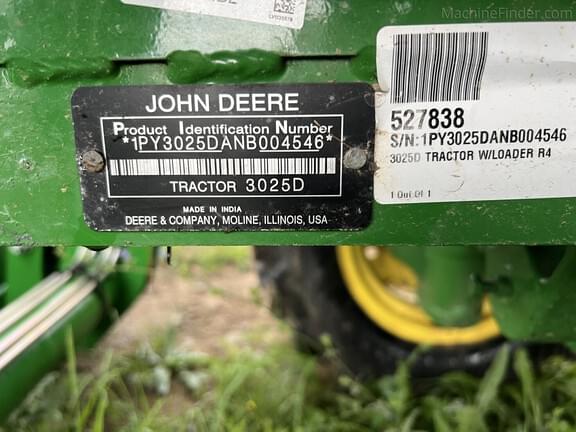 MachineFinder.com
JOHN DEERE
Product Identification Number
*1PY3025DANB004546*
TRACTOR 3025D
MADE IN INDIA
DEERE & COMPANY, MOLINE, ILLINOIS, USA
527838
S/N:1PY3025DANB004546
3025D TRACTOR W/LOADER R4
1 Out Of 1